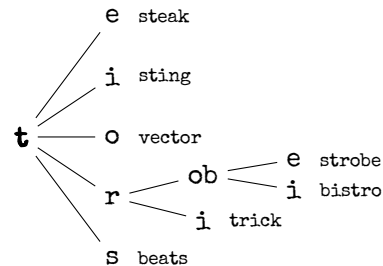 e steak
i sting
t
o vector
ob
e strobe
i bistro
r
i trick
s beats